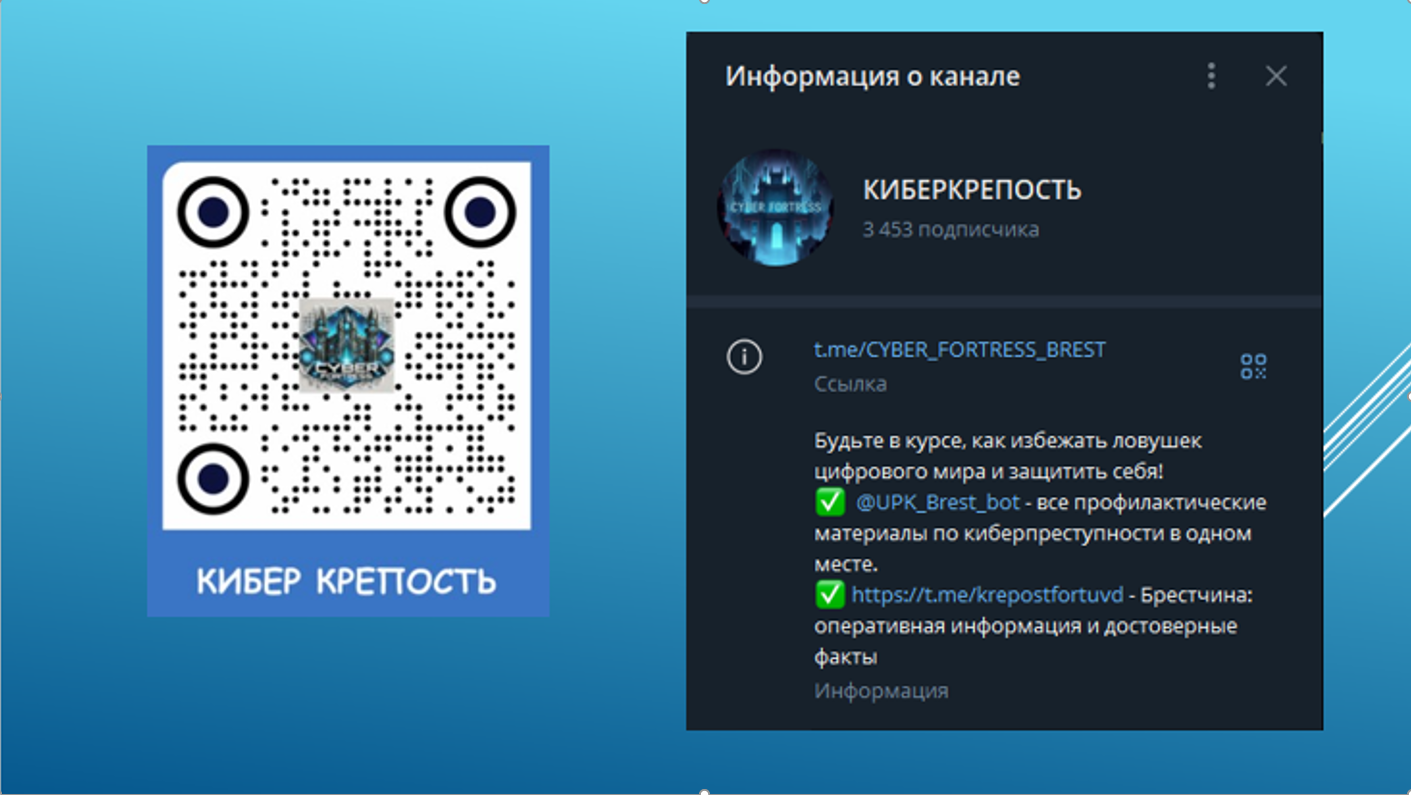 CYBER
FORTRESS
КИБЕР КРЕПОСТЬ
Информация о канале
CYBER FORTRESS
КИБЕРКРЕПОСТЬ
3 453 подписчика
t.me/CYBER_FORTRESS_BREST
Ссылка
Будьте в курсе, как избежать ловушек
цифрового мира и защитить себя!
✅ @UPK_Brest_bot - все профилактические
материалы по киберпреступности в одном
месте.
✅ https://t.me/krepostfortuvd - Брестчина:
оперативная информация и достоверные
факты
Информация